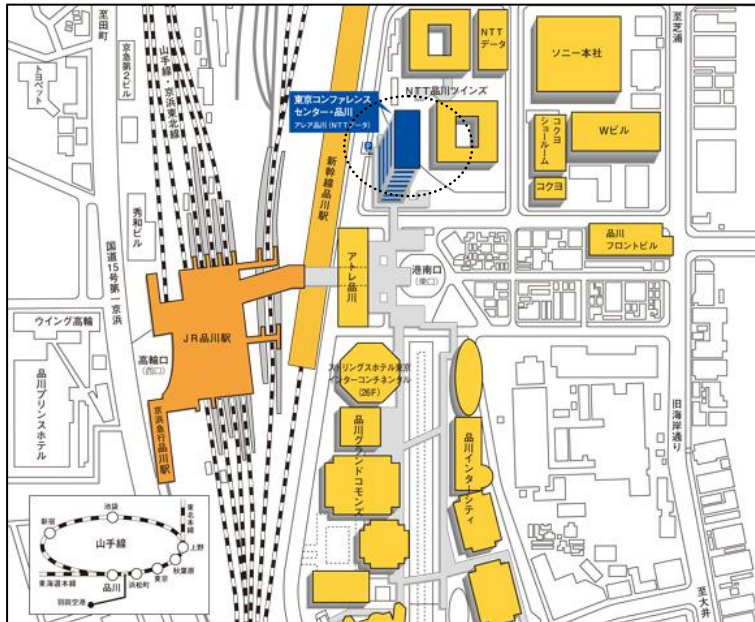 至田町
京急第2ビル
トヨペット
山手線・京浜東北線
東京コンファレンス
センター・品川
アレア品川(NTTデータ)
NTT
データ
NTT品川ツインズ
ソニー本社
至芝浦
コクヨ
ショールーム
Wビル
コクヨ
新幹線品川駅
秀和ビル
国道15号第一京浜
アトレ品川
港南口
(東口)
品川
フロントビル
ウイング高輪
JR品川駅
高輪口
(西口)
品川プリンスホテル
京浜急行品川駅
ストリングスホテル東京
インターコンチネンタル
(26F)
品川グランドコモンズ
品川インターシティ
旧海岸通り
至大井
池袋
新宿
東北本線
山手線
上野
秋葉原
東京
浜松町
品川
東海道本線
羽田空港